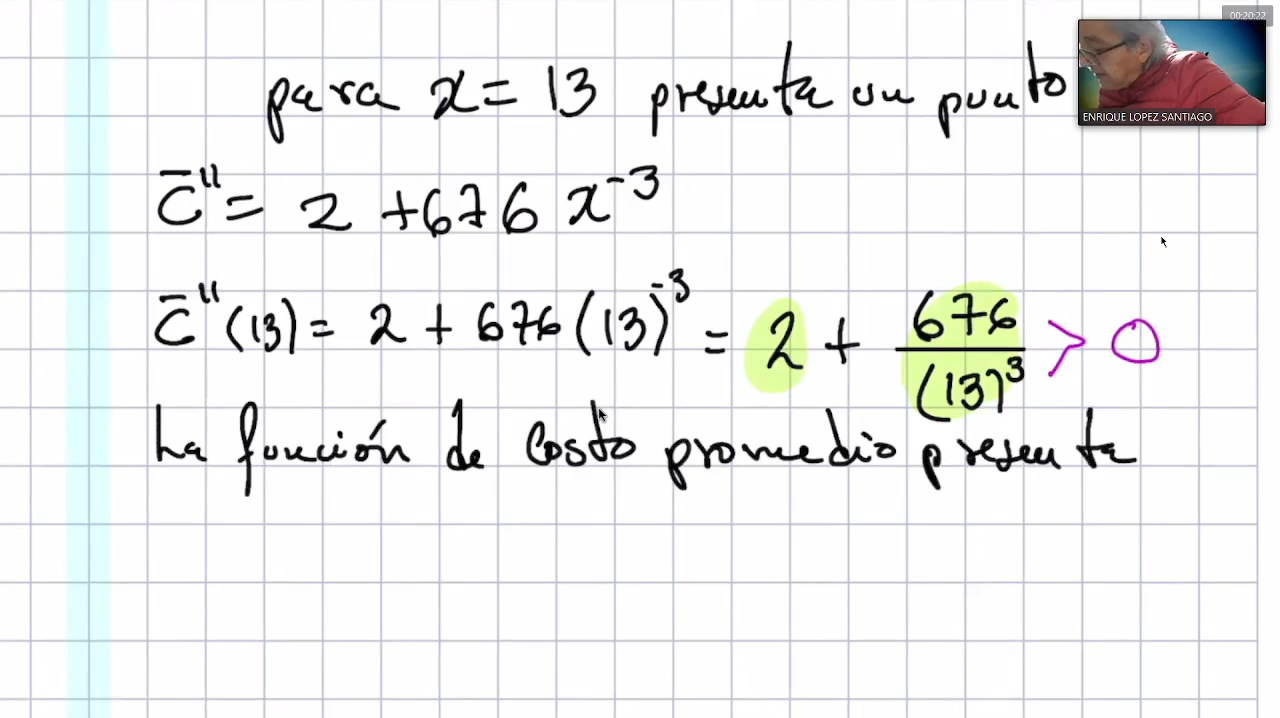 00:20:22
para x = 13 presenta un punto
ENRIQUE LOPEZ SANTIAGO
C̅'' = 2 + 676 x⁻³
C̅''(13) = 2 + 676 (13)⁻³ = 2 + 676/(13)³ > 0
La función de costo promedio presenta